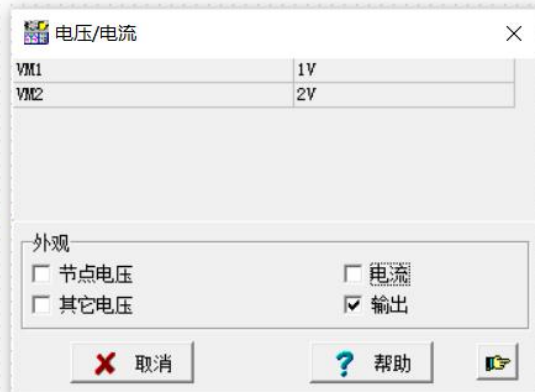 电压/电流
VM1 1V
VM2 2V
外观
节点电压 电流
其它电压 输出
取消 帮助